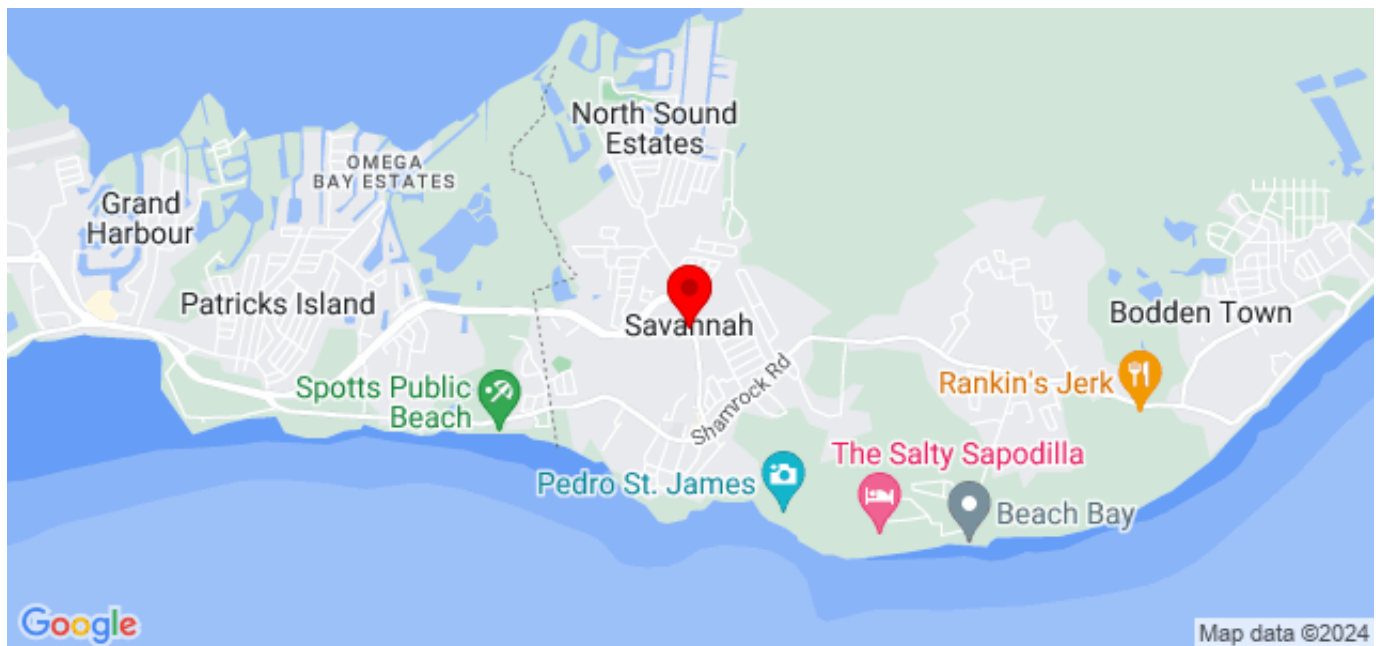 North Sound
Estates
OMEGA
BAY ESTATES
Grand
Harbour
Patricks Island
Savannah
Bodden Town
Shamrock Rd
Spotts Public
Beach
Rankin's Jerk
The Salty Sapodilla
Pedro St. James
Beach Bay
Google
Map data ©2024